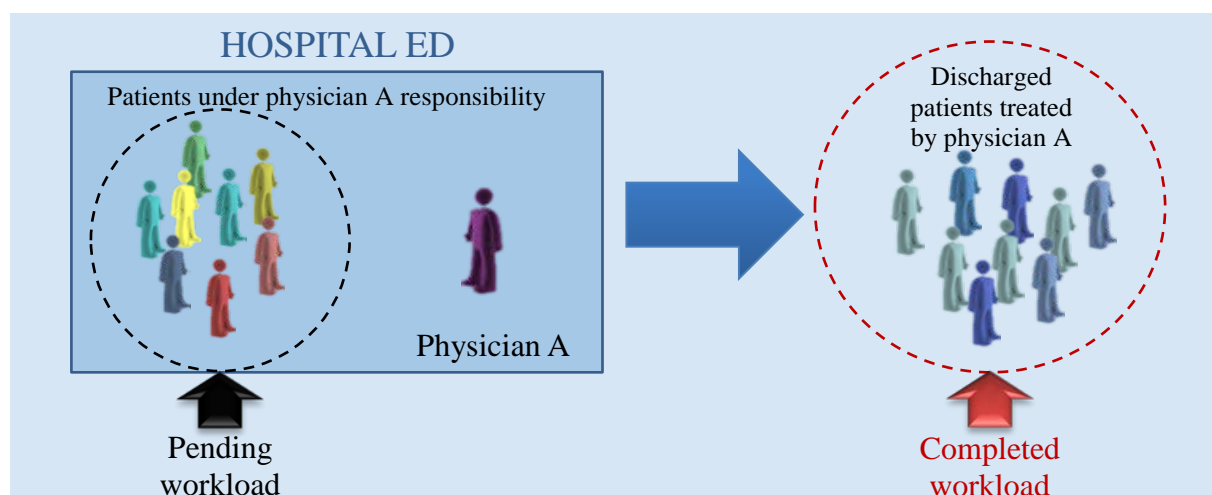 HOSPITAL ED
Patients under physician A responsibility
Physician A
Pending
workload
Discharged
patients treated
by physician A
Completed
workload